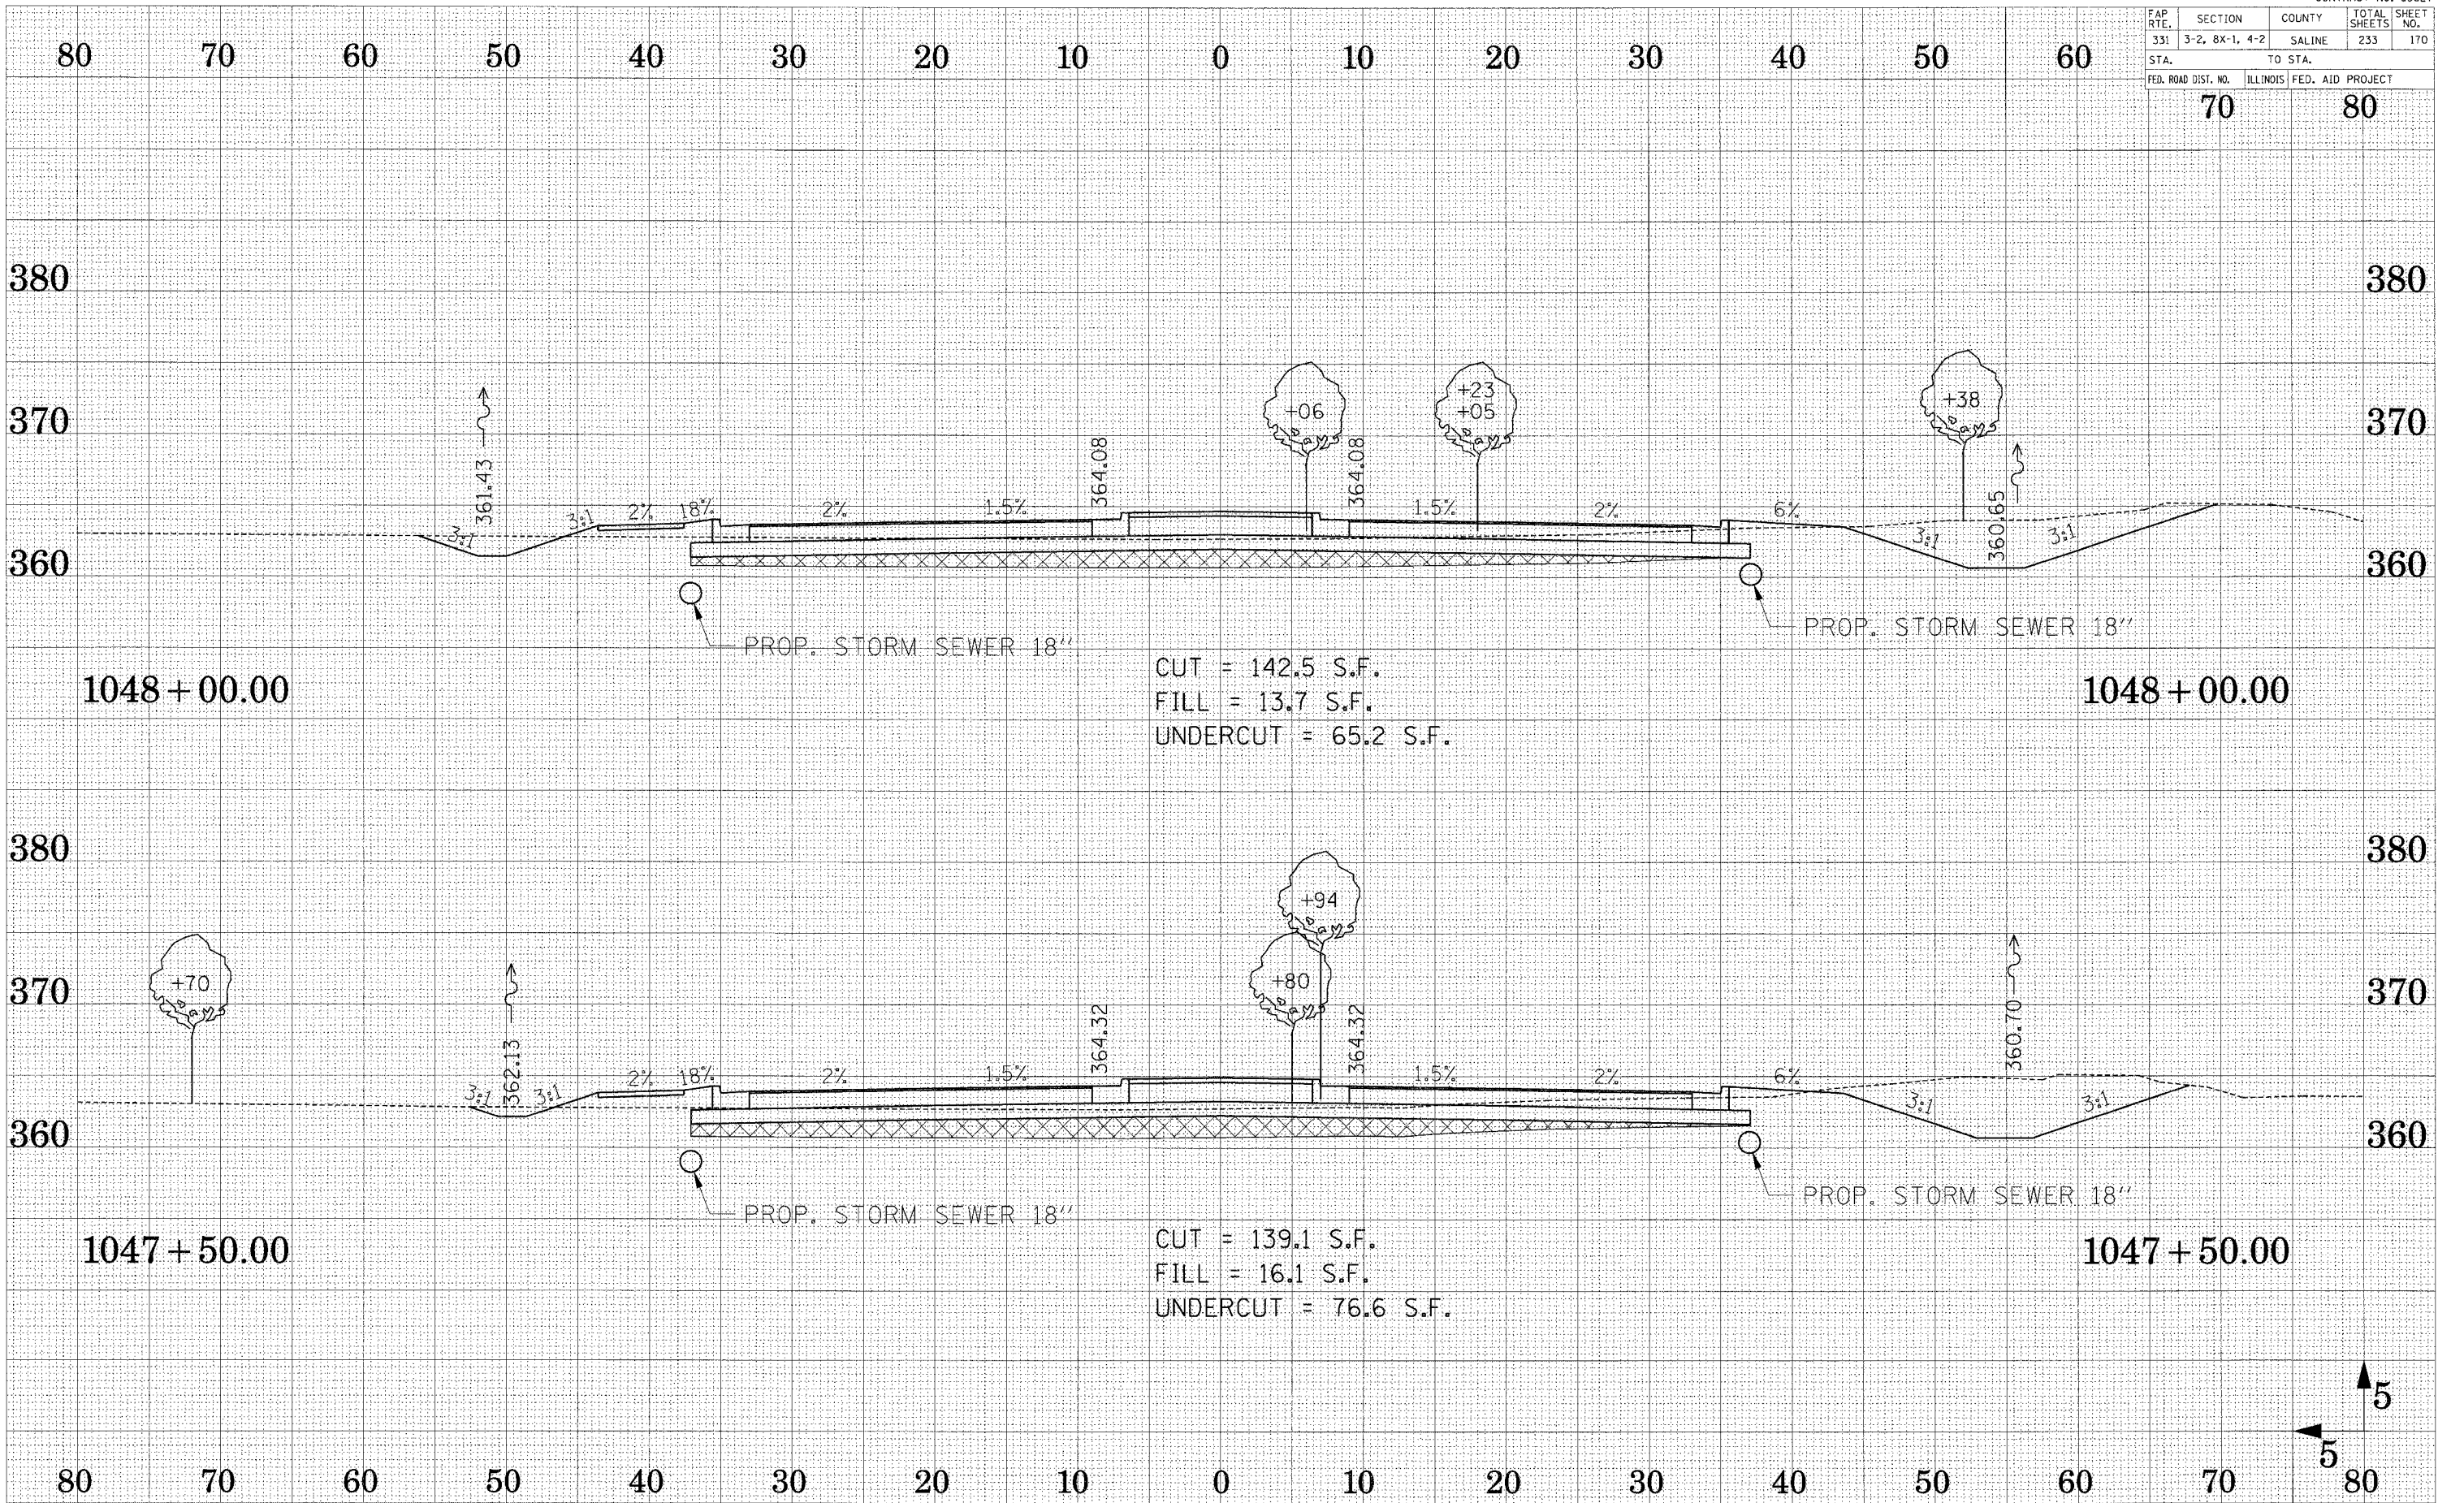 FAP RTE. SECTION COUNTY TOTAL SHEETS SHEET NO.
331 3-2, 8X-1, 4-2 SALINE 233 170
STA. TO STA.
FED. ROAD DIST. NO. ILLINOIS FED. AID PROJECT
80 70 60 50 40 30 20 10 0 10 20 30 40 50 60
70 80
380 380
370 370
+06
+23
+05
+38
361.43
364.08
364.08
360.65
3:1 3:1 2% 18% 2% 1.5% 1.5% 2% 6% 3:1 3:1
360 360
PROP. STORM SEWER 18"
PROP. STORM SEWER 18"
CUT = 142.5 S.F.
FILL = 13.7 S.F.
UNDERCUT = 65.2 S.F.
1048+00.00 1048+00.00
380 380
+94
+70
+80
370 370
362.13
364.32
364.32
360.70
3:1 3:1 2% 18% 2% 1.5% 1.5% 2% 6% 3:1 3:1
360 360
PROP. STORM SEWER 18"
PROP. STORM SEWER 18"
CUT = 139.1 S.F.
FILL = 16.1 S.F.
UNDERCUT = 76.6 S.F.
1047+50.00 1047+50.00
5
5
80 70 60 50 40 30 20 10 0 10 20 30 40 50 60 70 80